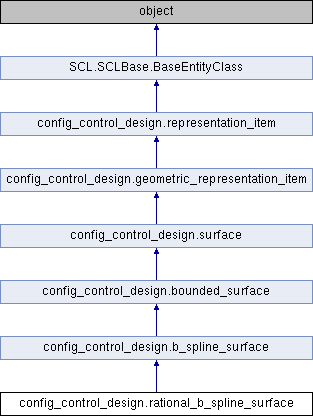 object
SCL.SCLBase.BaseEntityClass
config_control_design.representation_item
config_control_design.geometric_representation_item
config_control_design.surface
config_control_design.bounded_surface
config_control_design.b_spline_surface
config_control_design.rational_b_spline_surface